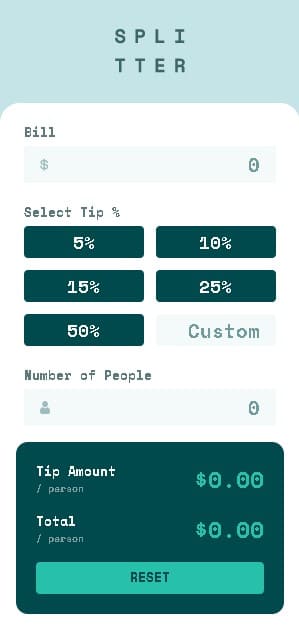 SPLI
TTER
Bill
$ 0
Select Tip %
5% 10%
15% 25%
50% Custom
Number of People
0
Tip Amount
/ person
$0.00
Total
/ person
$0.00
RESET